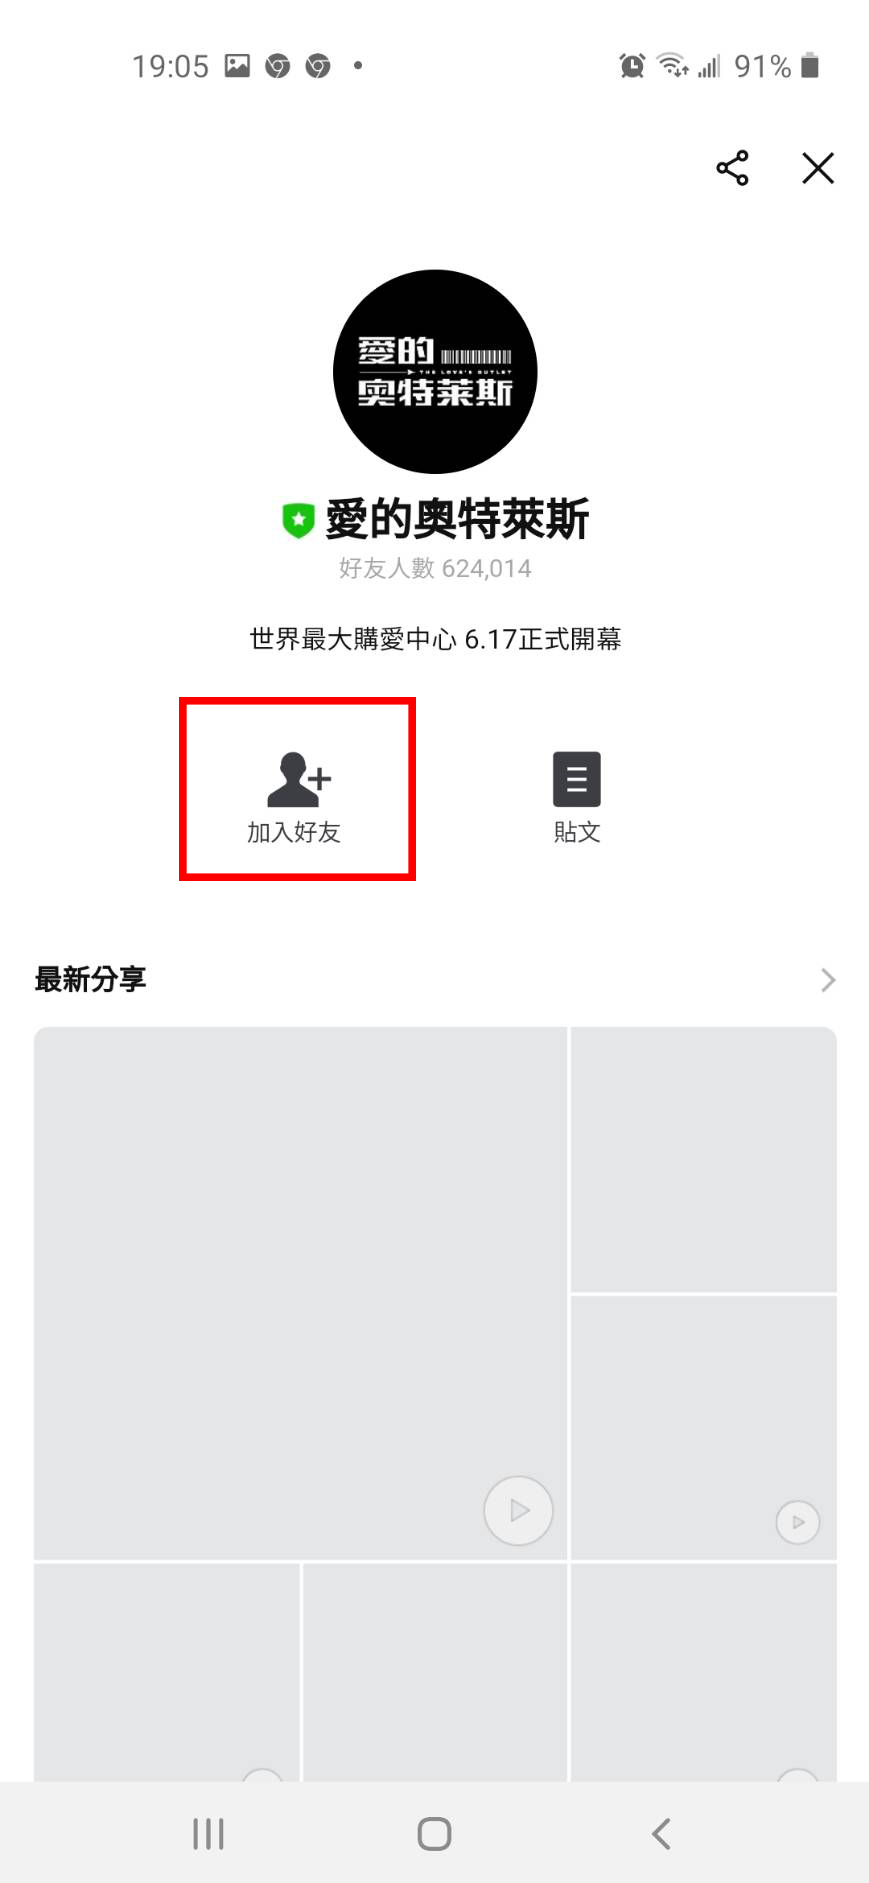 19:05
91%
愛的
THE LOVE'S OUTLET
奧特萊斯
愛的奧特萊斯
好友人數 624,014
世界最大購愛中心 6.17正式開幕
加入好友
貼文
最新分享